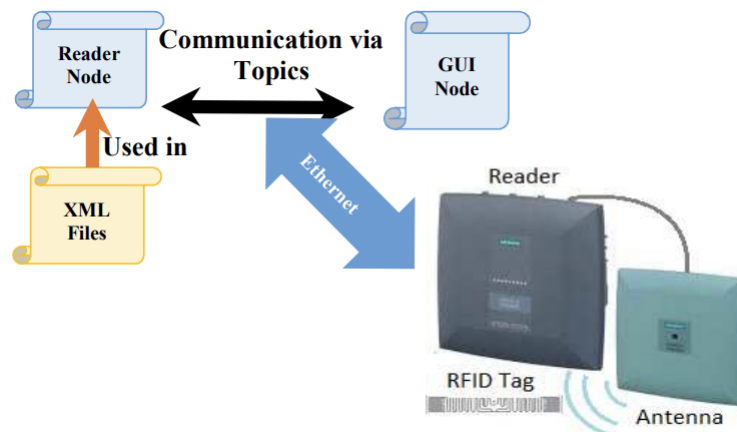 Reader
Node
Communication via
Topics
GUI
Node
Used in
XML
Files
Ethernet
Reader
RFID Tag
Antenna